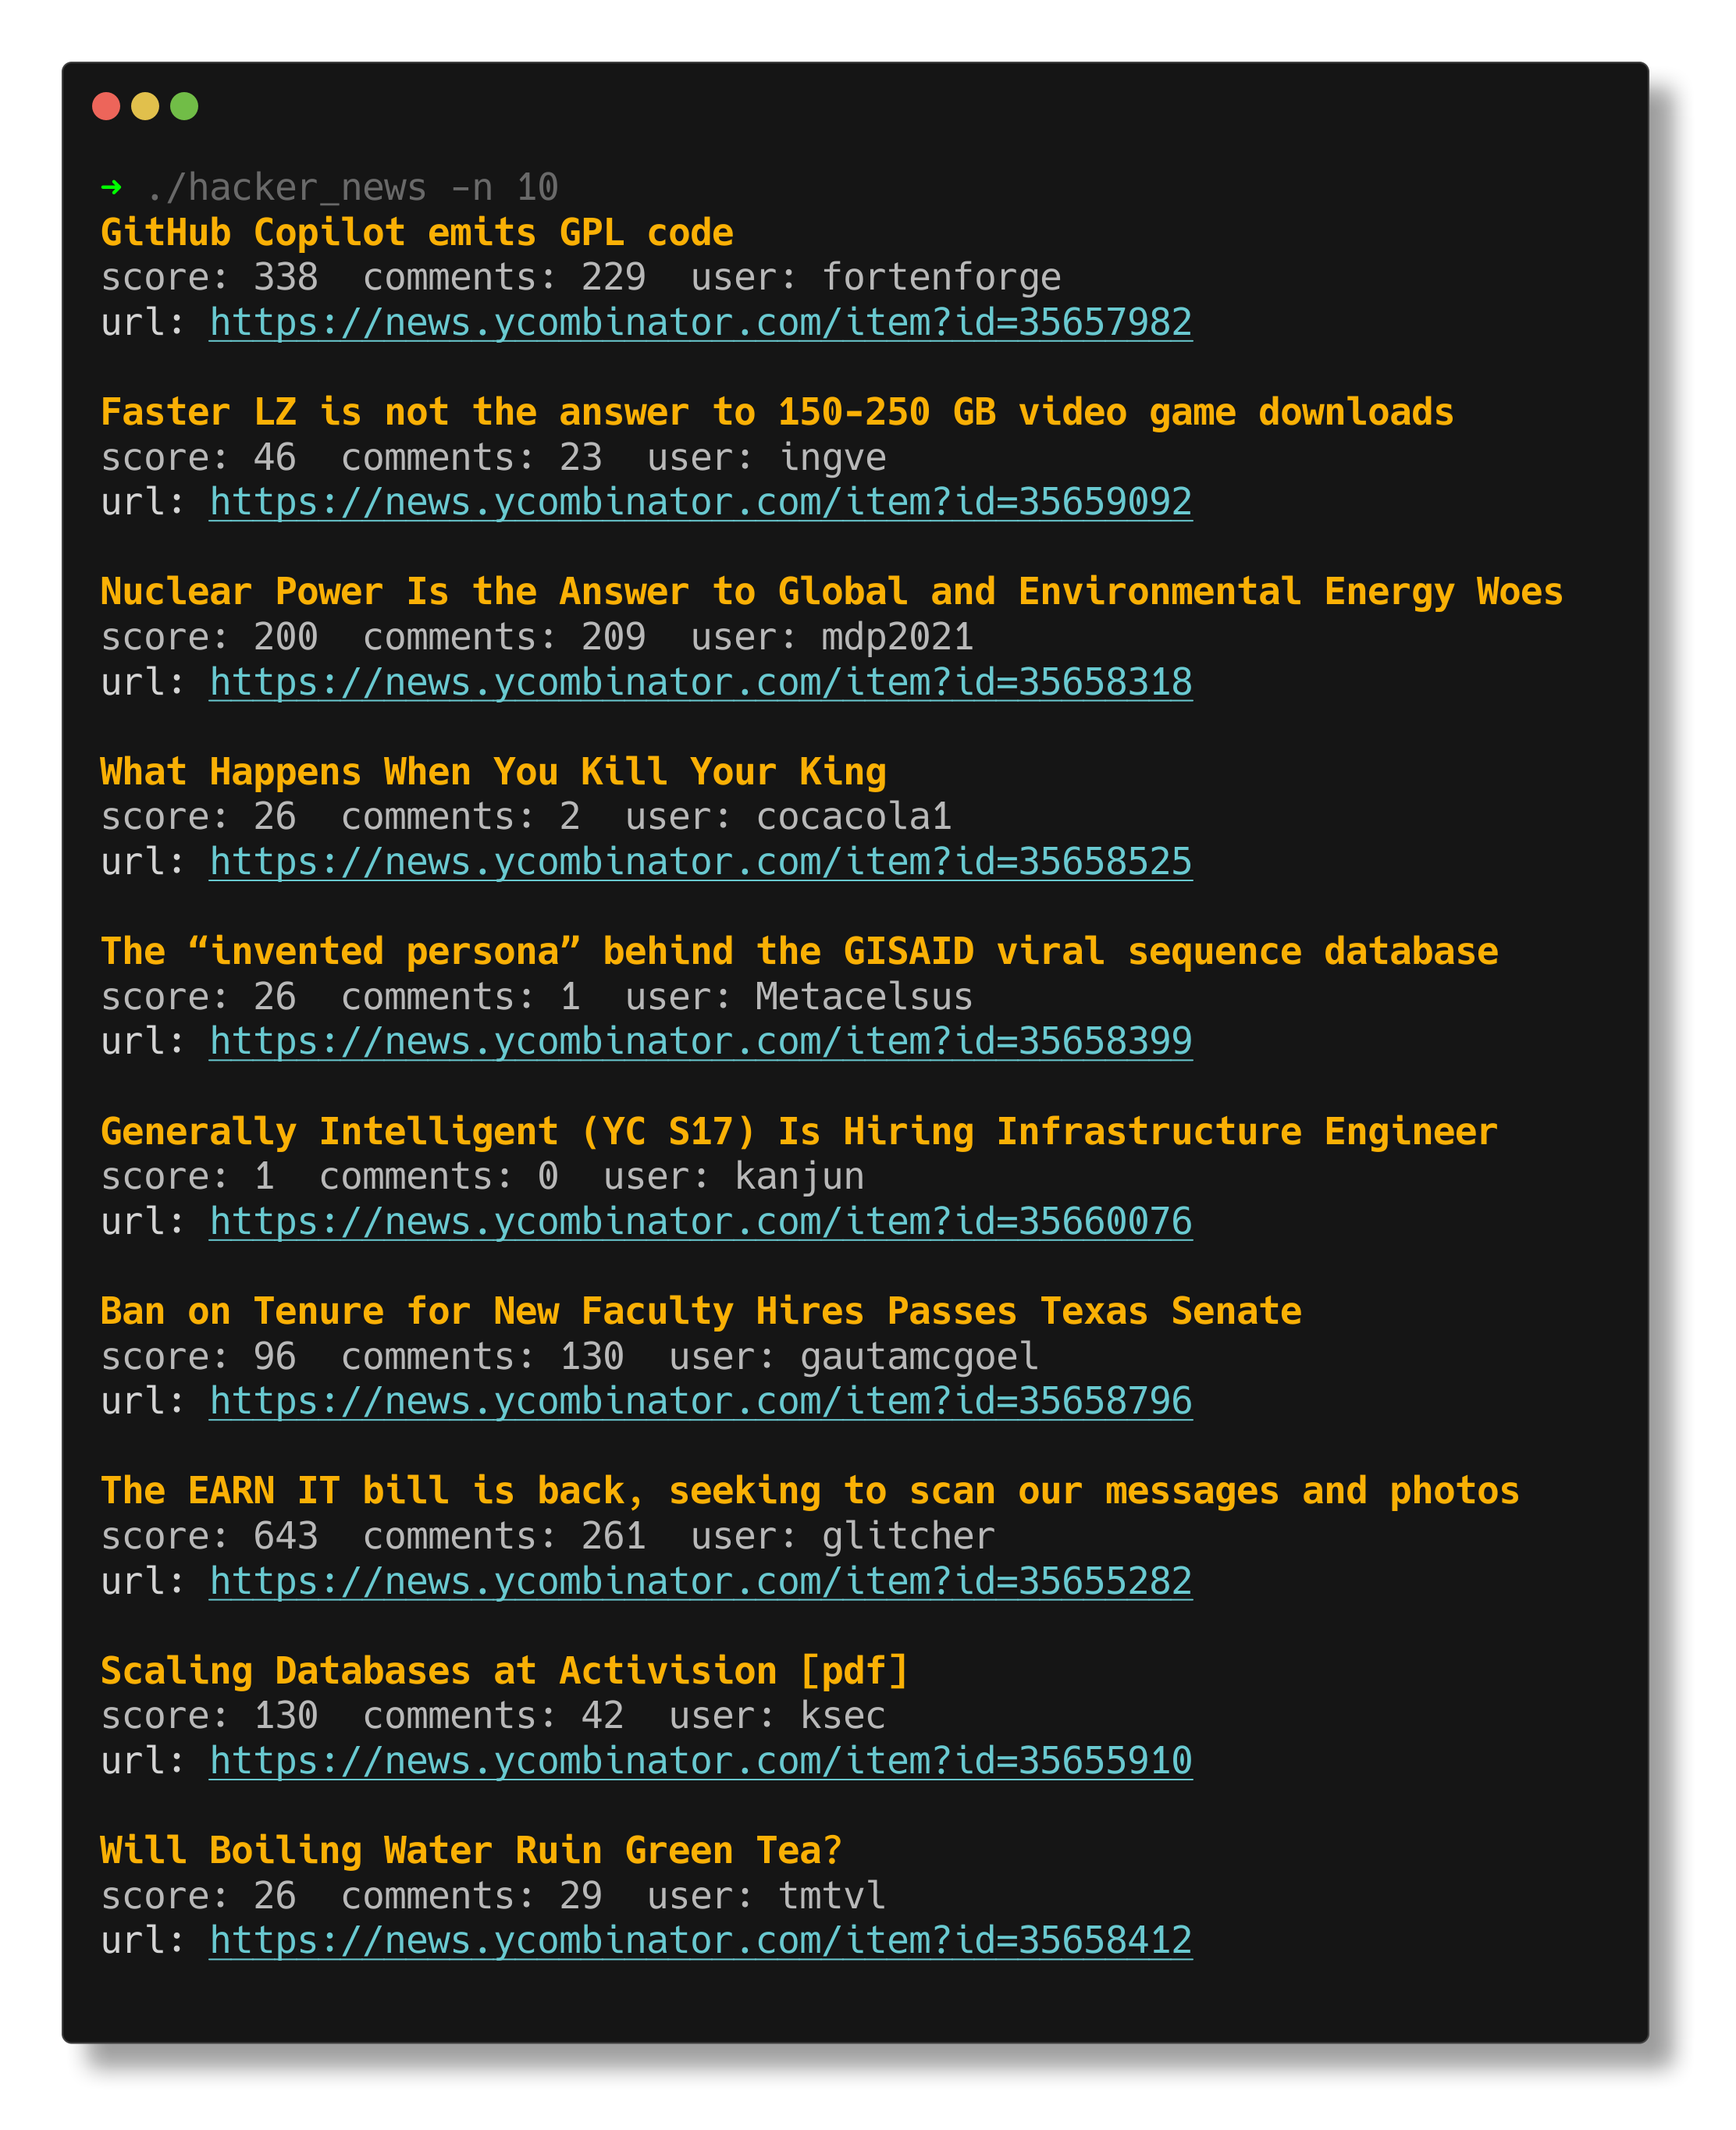 ➜ ./hacker_news -n 10
GitHub Copilot emits GPL code
score: 338  comments: 229  user: fortenforge
url: https://news.ycombinator.com/item?id=35657982
Faster LZ is not the answer to 150-250 GB video game downloads
score: 46  comments: 23  user: ingve
url: https://news.ycombinator.com/item?id=35659092
Nuclear Power Is the Answer to Global and Environmental Energy Woes
score: 200  comments: 209  user: mdp2021
url: https://news.ycombinator.com/item?id=35658318
What Happens When You Kill Your King
score: 26  comments: 2  user: cocacola1
url: https://news.ycombinator.com/item?id=35658525
The “invented persona” behind the GISAID viral sequence database
score: 26  comments: 1  user: Metacelsus
url: https://news.ycombinator.com/item?id=35658399
Generally Intelligent (YC S17) Is Hiring Infrastructure Engineer
score: 1  comments: 0  user: kanjun
url: https://news.ycombinator.com/item?id=35660076
Ban on Tenure for New Faculty Hires Passes Texas Senate
score: 96  comments: 130  user: gautamcgoel
url: https://news.ycombinator.com/item?id=35658796
The EARN IT bill is back, seeking to scan our messages and photos
score: 643  comments: 261  user: glitcher
url: https://news.ycombinator.com/item?id=35655282
Scaling Databases at Activision [pdf]
score: 130  comments: 42  user: ksec
url: https://news.ycombinator.com/item?id=35655910
Will Boiling Water Ruin Green Tea?
score: 26  comments: 29  user: tmtvl
url: https://news.ycombinator.com/item?id=35658412